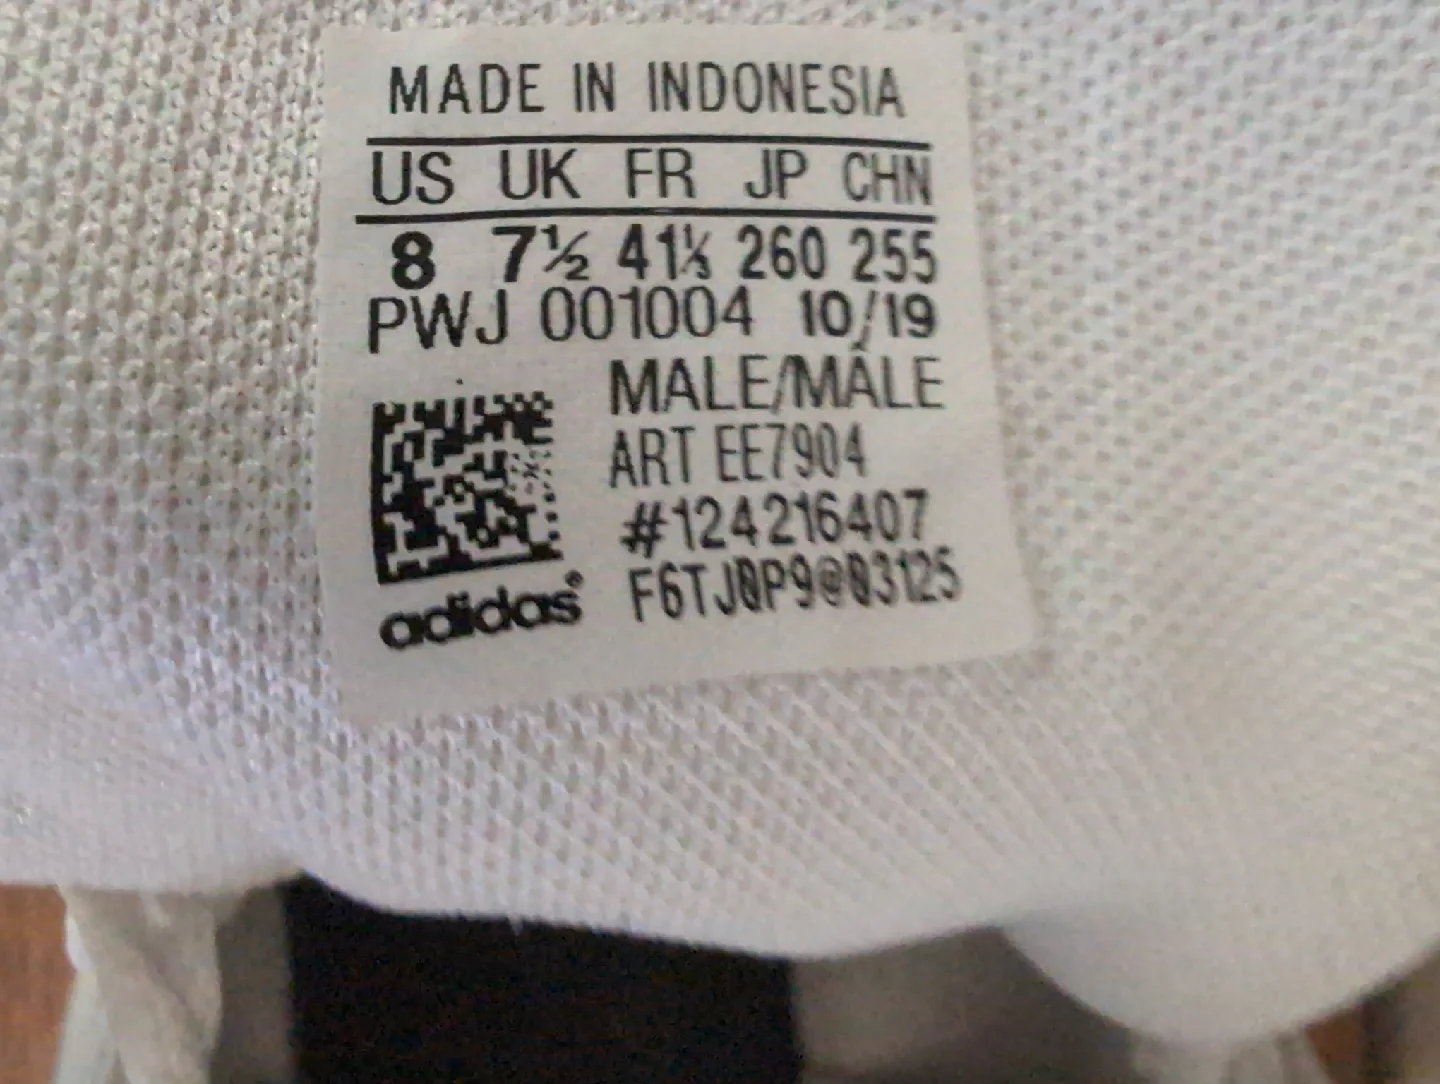 MADE IN INDONESIA
US UK FR JP CHN
8 7½ 41⅓ 260 255
PWJ 001004 10/19
MALE/MÂLE
ART EE7904
#124216407
F6TJ0P9@03125
adidas®